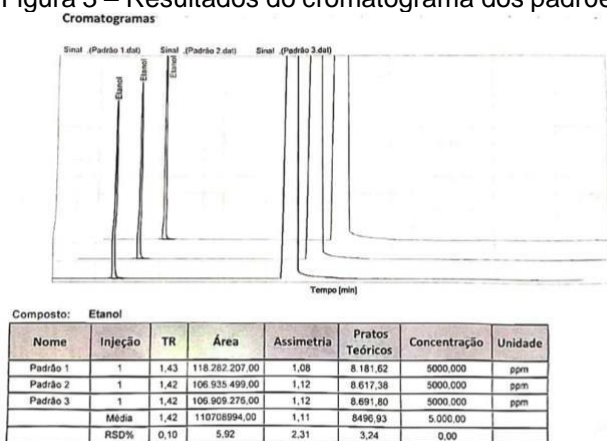 Figura 3 – Resultados do cromatograma dos padrõe
Cromatogramas
Sinal .(Padrão 1.dat) Sinal .(Padrão 2.dat) Sinal .(Padrão 3.dat)
Etanol
Etanol
Etanol
Tempo [min]
Composto: Etanol
Nome Injeção TR Área Assimetria Pratos Teóricos Concentração Unidade
Padrão 1 1 1,43 118.282.207,00 1,08 8.181,62 5000,000 ppm
Padrão 2 1 1,42 106.935.499,00 1,12 8.617,38 5000,000 ppm
Padrão 3 1 1,42 106.909.276,00 1,12 8.691,80 5000,000 ppm
Média 1,42 110708994,00 1,11 8496,93 5.000,00
RSD% 0,10 5,92 2,31 3,24 0,00